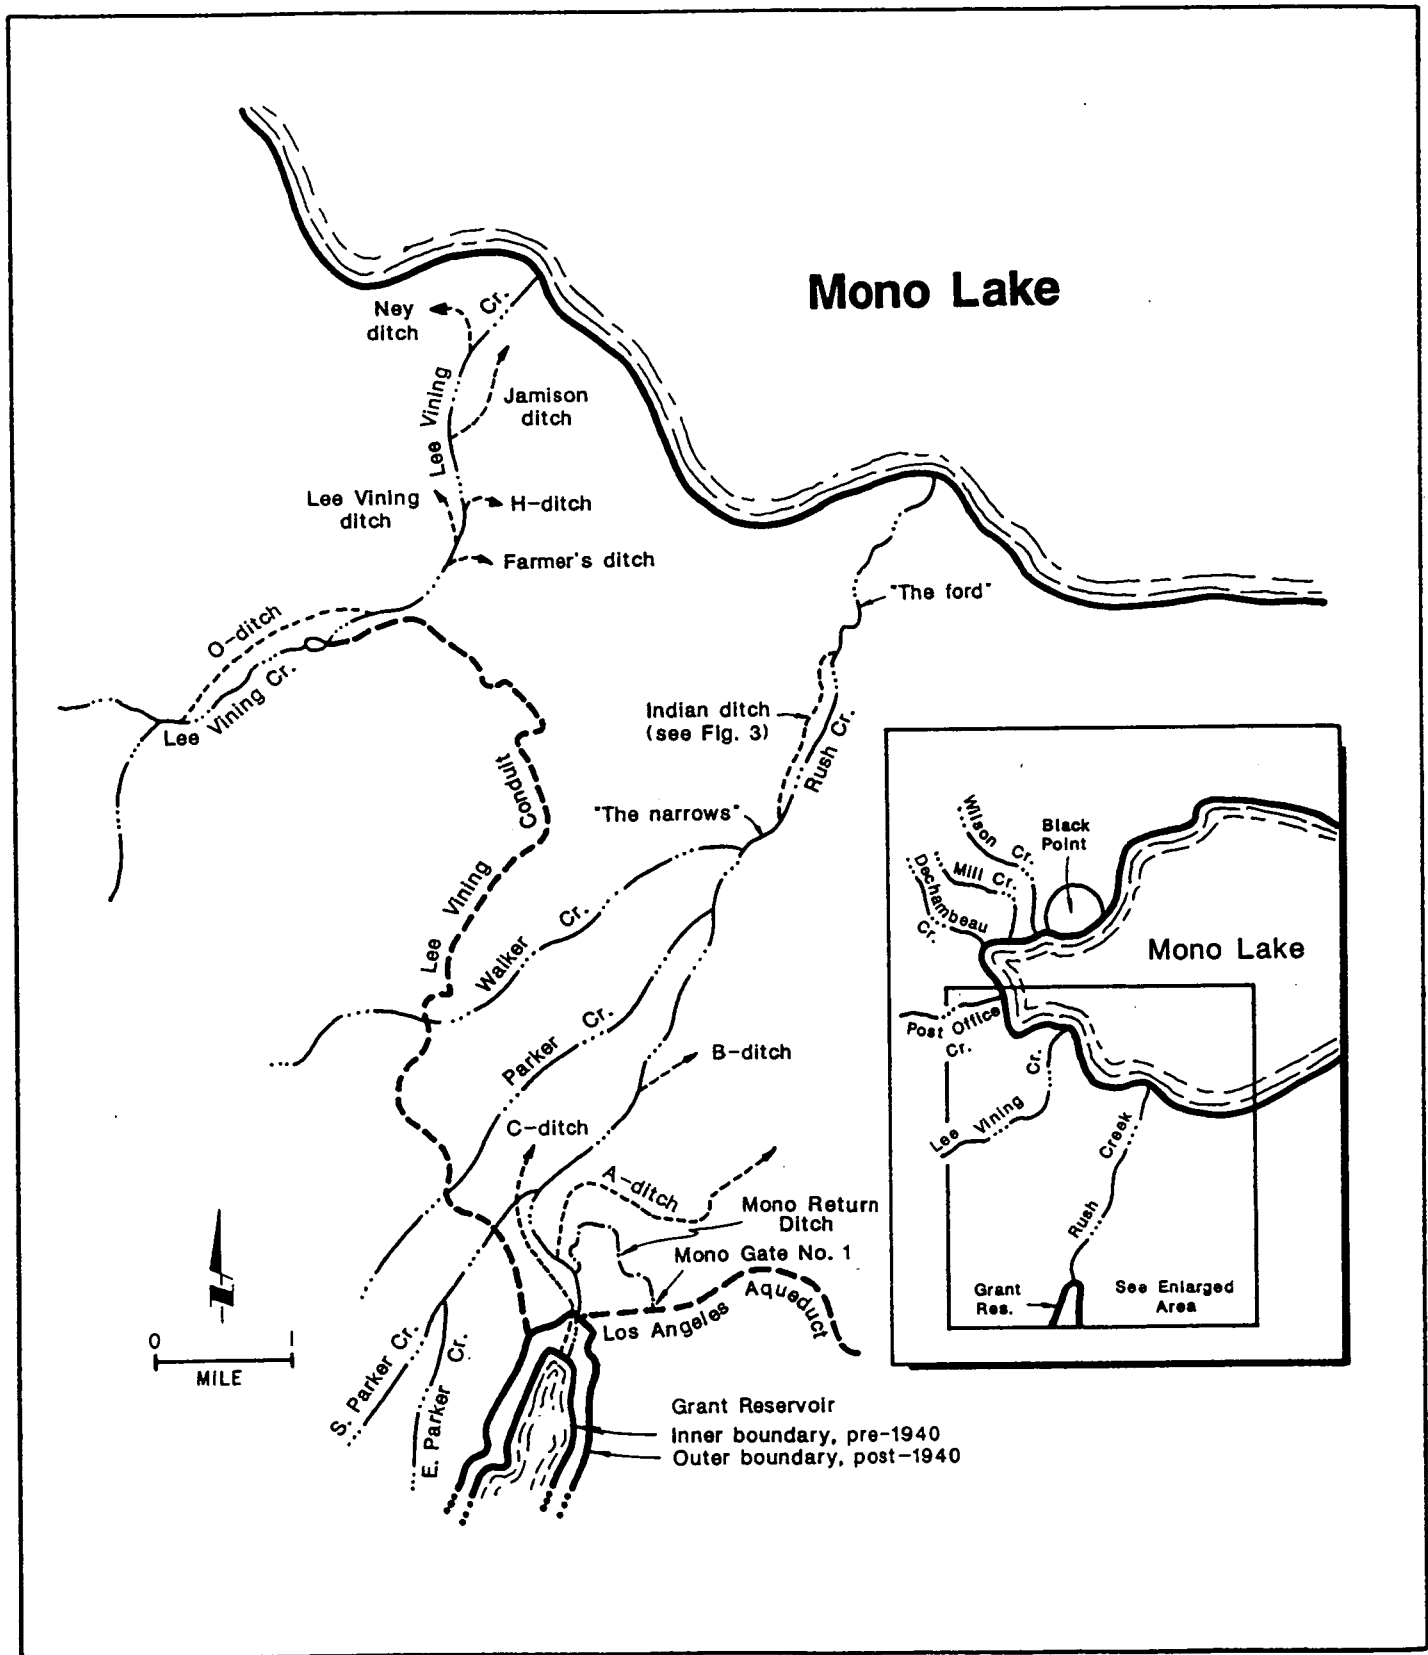 Mono Lake
Ney
ditch
Lee Vining Cr.
Jamison
ditch
Lee Vining
ditch
H-ditch
Farmer's ditch
O-ditch
Lee Vining Cr.
"The ford"
Indian ditch
(see Fig. 3)
Rush Cr.
"The narrows"
Lee Vining Conduit
Walker Cr.
Parker Cr.
B-ditch
C-ditch
A-ditch
Mono Return
Ditch
Mono Gate No. 1
Los Angeles Aqueduct
S. Parker Cr.
E. Parker Cr.
0 1
MILE
Grant Reservoir
Inner boundary, pre-1940
Outer boundary, post-1940
Wilson Cr.
Black
Point
Mill Cr.
Dechambeau
Cr.
Mono Lake
Post Office
Cr.
Lee Vining Cr.
Rush Creek
Grant
Res.
See Enlarged
Area